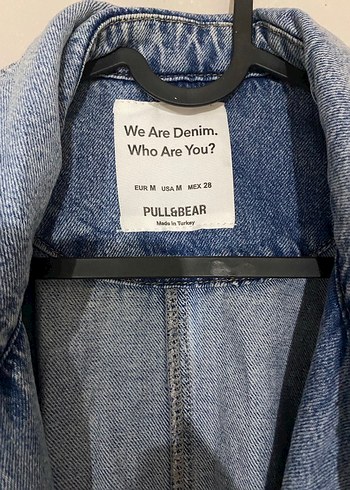 We Are Denim.
Who Are You?
EUR M USA M MEX 28
PULL&BEAR
Made In Turkey